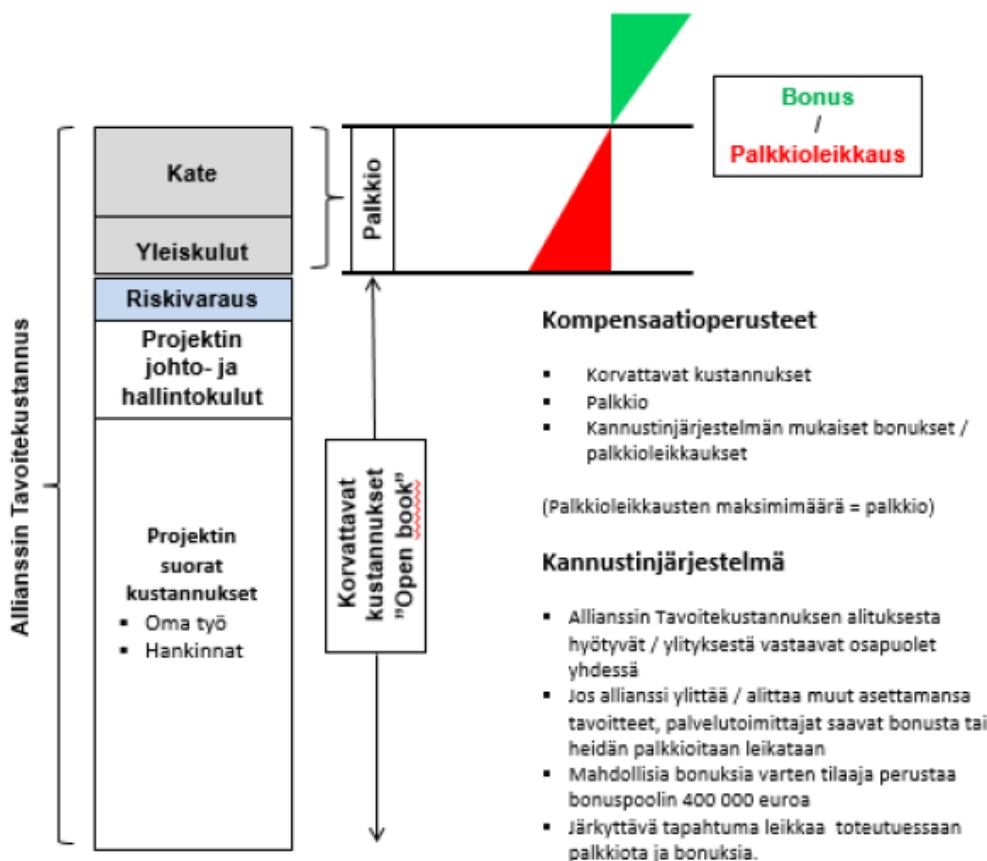 Bonus
/
Palkkioleikkaus
Allianssin Tavoitekustannus
Kate
Yleiskulut
Riskivaraus
Projektin
johto- ja
hallintokulut
Projektin
suorat
kustannukset
▪ Oma työ
▪ Hankinnat
Palkkio
Korvattavat
kustannukset
”Open book”
Kompensaatioperusteet
▪ Korvattavat kustannukset
▪ Palkkio
▪ Kannustinjärjestelmän mukaiset bonukset /
palkkioleikkaukset
(Palkkioleikkausten maksimimäärä = palkkio)
Kannustinjärjestelmä
▪ Allianssin Tavoitekustannuksen alituksesta
hyötyvät / ylityksestä vastaavat osapuolet
yhdessä
▪ Jos allianssi ylittää / alittaa muut asettamansa
tavoitteet, palvelutoimittajat saavat bonusta tai
heidän palkkioitaan leikataan
▪ Mahdollisia bonuksia varten tilaaja perustaa
bonuspoolin 400 000 euroa
▪ Järkyttävä tapahtuma leikkaa toteutuessaan
palkkiota ja bonuksia.